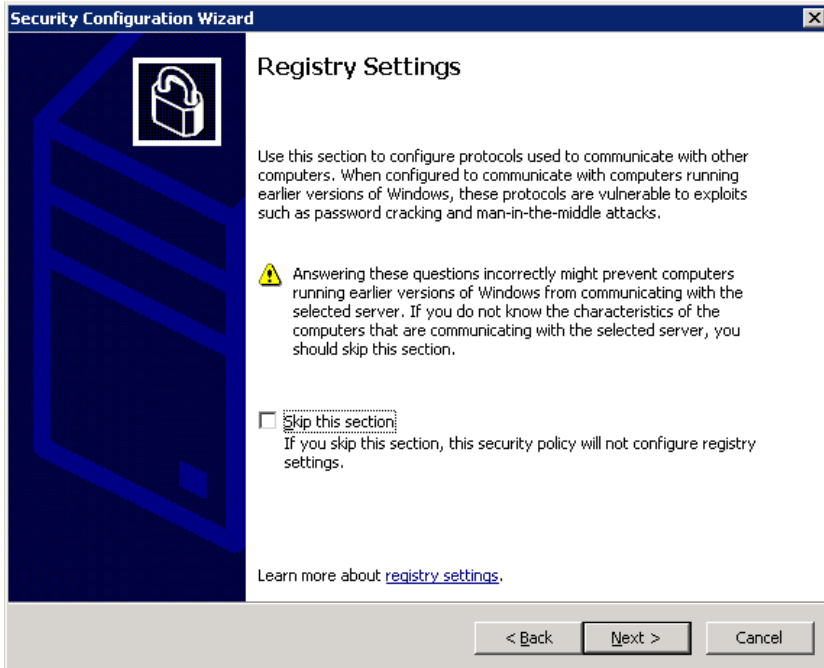 Security Configuration Wizard
Registry Settings
Use this section to configure protocols used to communicate with other
computers. When configured to communicate with computers running
earlier versions of Windows, these protocols are vulnerable to exploits
such as password cracking and man-in-the-middle attacks.
Answering these questions incorrectly might prevent computers
running earlier versions of Windows from communicating with the
selected server. If you do not know the characteristics of the
computers that are communicating with the selected server, you
should skip this section.
Skip this section
If you skip this section, this security policy will not configure registry
settings.
Learn more about registry settings.
< Back
Next >
Cancel